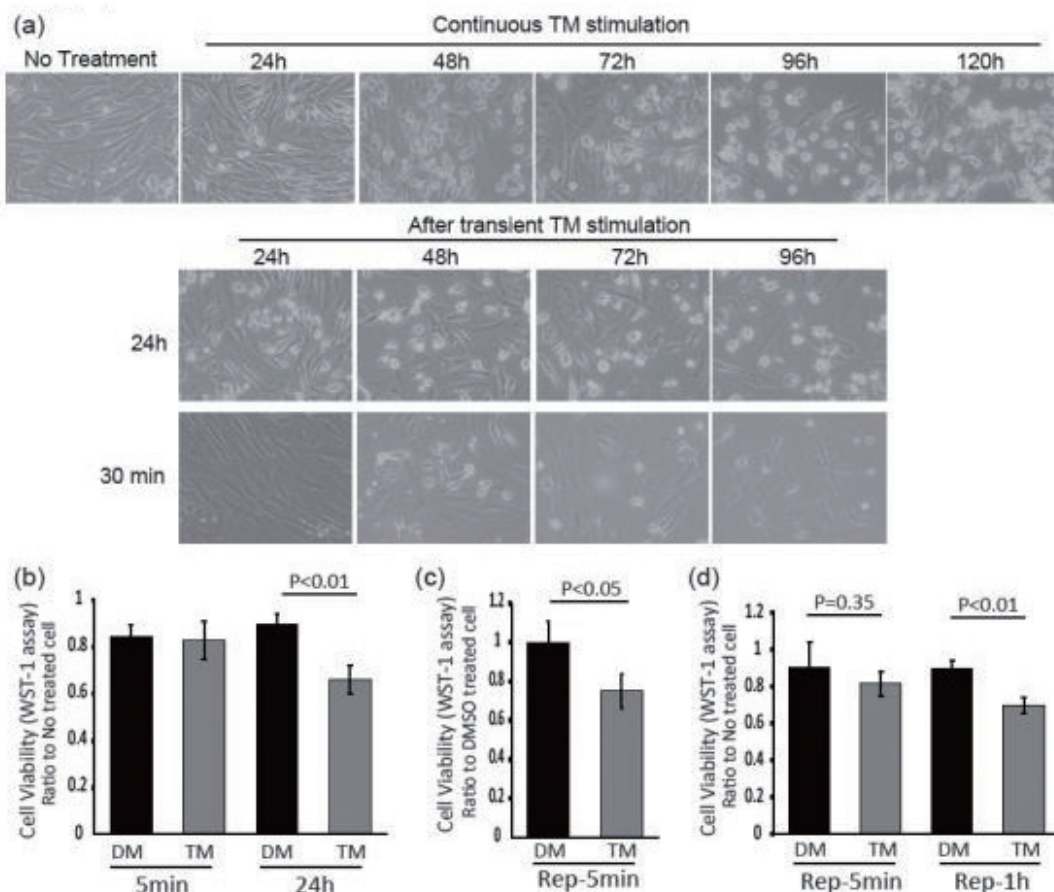 (a)
Continuous TM stimulation
No Treatment 24h 48h 72h 96h 120h
After transient TM stimulation
24h 48h 72h 96h
24h
30 min
(b)
P<0.01
Cell Viability (WST-1 assay)
Ratio to No treated cell
1
0.8
0.6
0.4
0.2
0
DM TM DM TM
5min 24h
(c)
P<0.05
Cell Viability (WST-1 assay)
Ratio to DMSO treated cell
12
1
0.8
0.6
0.4
0.2
0
DM TM
Rep-5min
(d)
P=0.35 P<0.01
Cell Viability (WST-1 assay)
Ratio to No treated cell
1.2
1
0.8
0.6
0.4
0.2
0
DM TM DM TM
Rep-5min Rep-1h